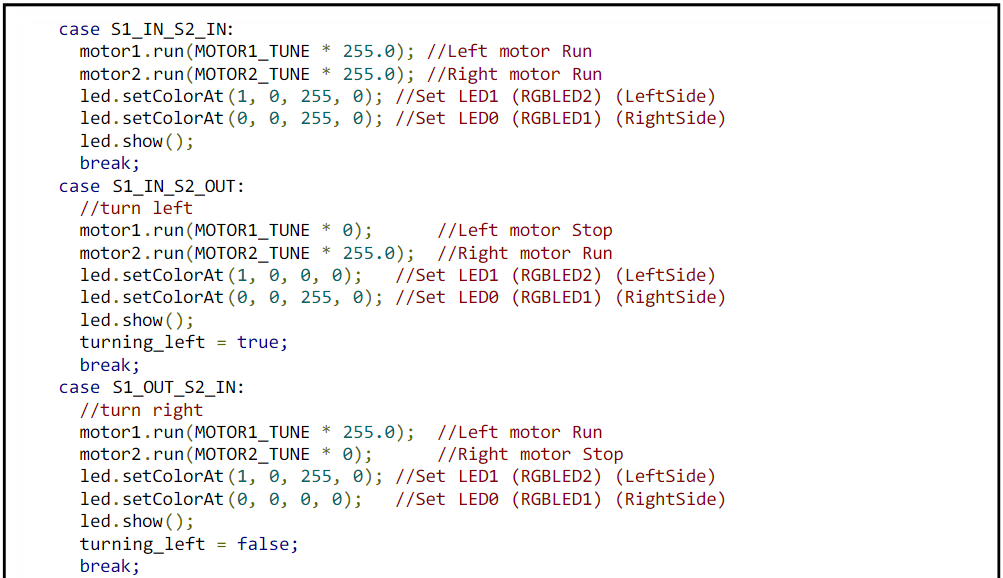 case S1_IN_S2_IN:
motor1.run(MOTOR1_TUNE * 255.0); //Left motor Run
motor2.run(MOTOR2_TUNE * 255.0); //Right motor Run
led.setColorAt(1, 0, 255, 0); //Set LED1 (RGBLED2) (LeftSide)
led.setColorAt(0, 0, 255, 0); //Set LED0 (RGBLED1) (RightSide)
led.show();
break;
case S1_IN_S2_OUT:
//turn left
motor1.run(MOTOR1_TUNE * 0); //Left motor Stop
motor2.run(MOTOR2_TUNE * 255.0); //Right motor Run
led.setColorAt(1, 0, 0, 0); //Set LED1 (RGBLED2) (LeftSide)
led.setColorAt(0, 0, 255, 0); //Set LED0 (RGBLED1) (RightSide)
led.show();
turning_left = true;
break;
case S1_OUT_S2_IN:
//turn right
motor1.run(MOTOR1_TUNE * 255.0); //Left motor Run
motor2.run(MOTOR2_TUNE * 0); //Right motor Stop
led.setColorAt(1, 0, 255, 0); //Set LED1 (RGBLED2) (LeftSide)
led.setColorAt(0, 0, 0, 0); //Set LED0 (RGBLED1) (RightSide)
led.show();
turning_left = false;
break;